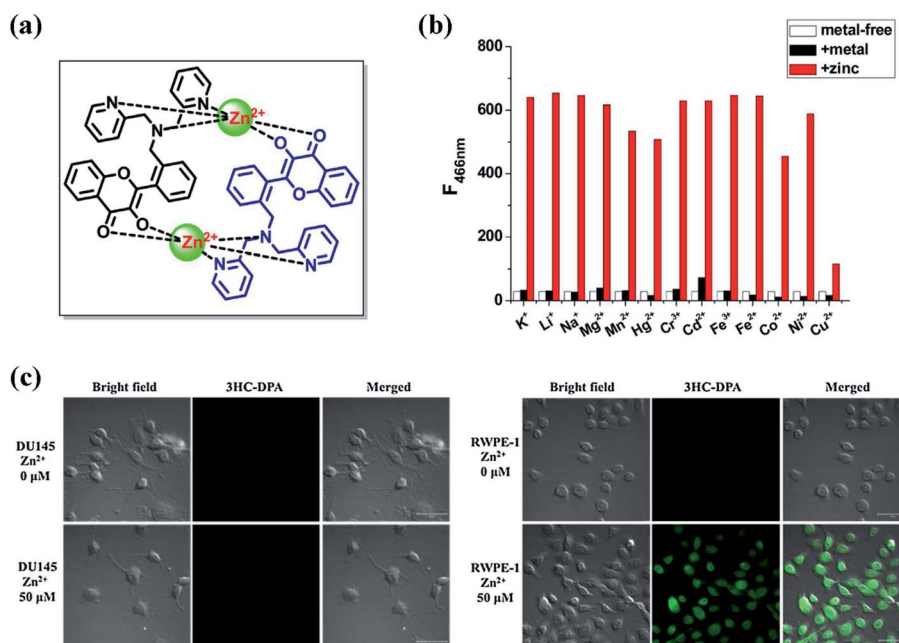 (a)
N
N
Zn2+
N
O
O
O
O
O
O
Zn2+
N
N
N
(b)
metal-free
+metal
+zinc
F466nm
800
600
400
200
0
K+ Li+ Na+ Mg2+ Mn2+ Hg2+ Cr3+ Cd2+ Fe3+ Fe2+ Co2+ Ni2+ Cu2+
(c)
Bright field 3HC-DPA Merged
DU145
Zn2+
0 μM
DU145
Zn2+
50 μM
Bright field 3HC-DPA Merged
RWPE-1
Zn2+
0 μM
RWPE-1
Zn2+
50 μM